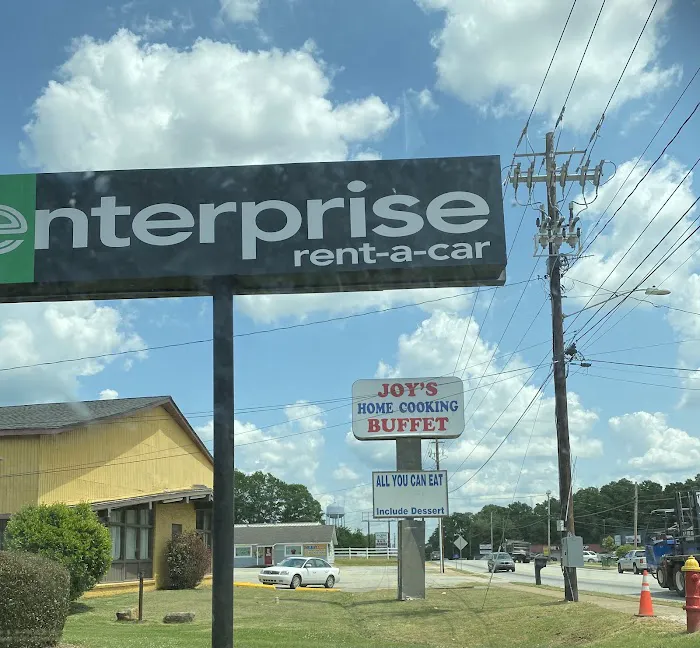 enterprise
rent-a-car
JOY'S
HOME COOKING
BUFFET
ALL YOU CAN EAT
Include Dessert